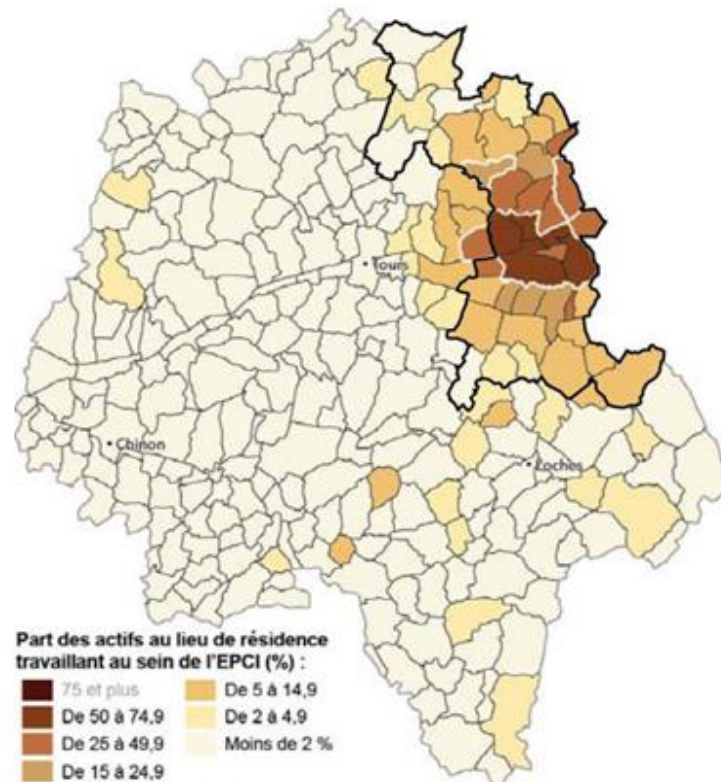 Tours
Chinon
Loches
Part des actifs au lieu de résidence
travaillant au sein de l'EPCI (%) :
75 et plus
De 50 à 74,9
De 25 à 49,9
De 15 à 24,9
De 5 à 14,9
De 2 à 4,9
Moins de 2 %